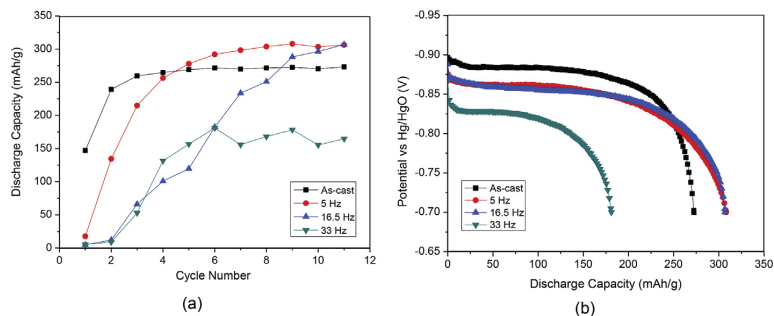 (a)
350
300
250
200
150
100
50
0
Discharge Capacity (mAh/g)
As-cast
5 Hz
16.5 Hz
33 Hz
0 2 4 6 8 10 12
Cycle Number
(a)
(b)
-0.95
-0.90
-0.85
-0.80
-0.75
-0.70
-0.65
Potential vs Hg/HgO (V)
As-cast
5 Hz
16.5 Hz
33 Hz
0 50 100 150 200 250 300 350
Discharge Capacity (mAh/g)
(b)